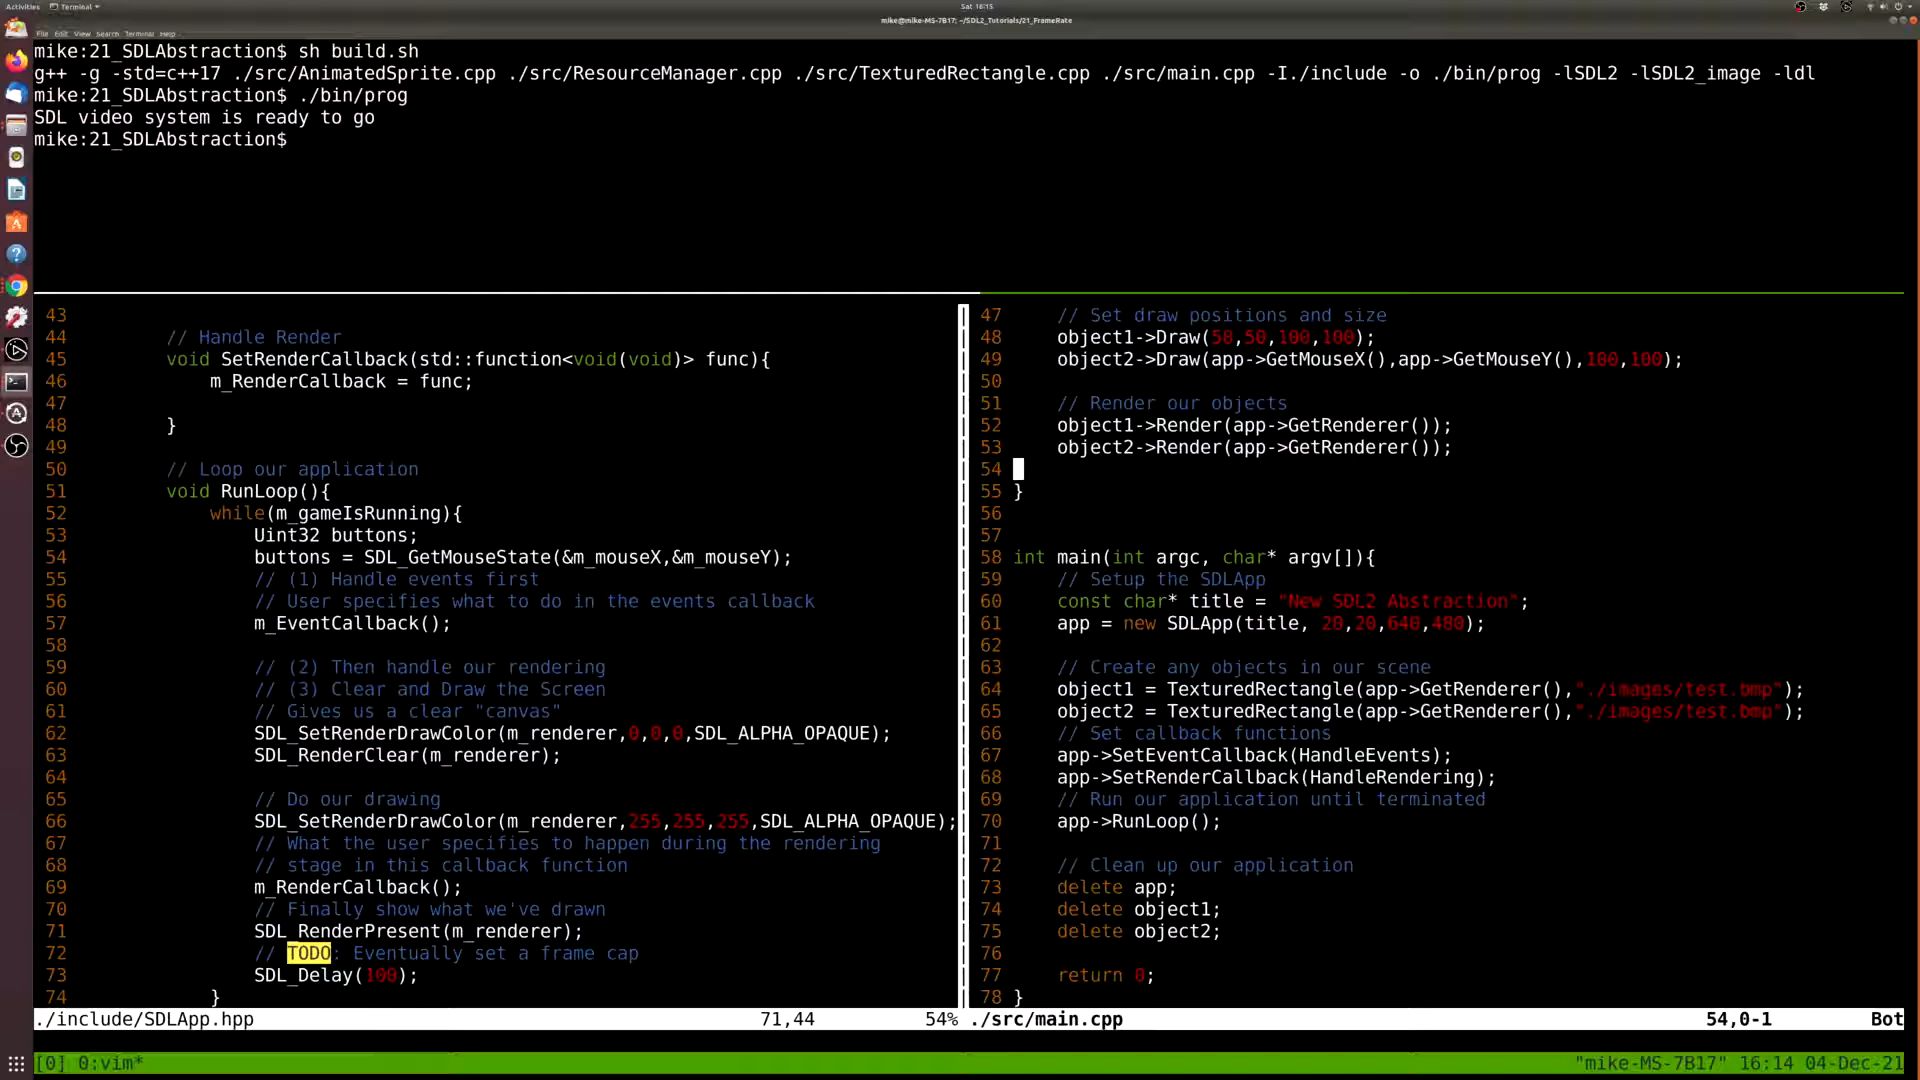 Activities Terminal Sat 16:15
mike@mike-MS-7B17: ~/SDL2_Tutorials/21_FrameRate
File Edit View Search Terminal Help
mike:21_SDLAbstraction$ sh build.sh
g++ -g -std=c++17 ./src/AnimatedSprite.cpp ./src/ResourceManager.cpp ./src/TexturedRectangle.cpp ./src/main.cpp -I./include -o ./bin/prog -lSDL2 -lSDL2_image -ldl
mike:21_SDLAbstraction$ ./bin/prog
SDL video system is ready to go
mike:21_SDLAbstraction$
43
44 // Handle Render
45 void SetRenderCallback(std::function<void(void)> func){
46 m_RenderCallback = func;
47
48 }
49
50 // Loop our application
51 void RunLoop(){
52 while(m_gameIsRunning){
53 Uint32 buttons;
54 buttons = SDL_GetMouseState(&m_mouseX,&m_mouseY);
55 // (1) Handle events first
56 // User specifies what to do in the events callback
57 m_EventCallback();
58
59 // (2) Then handle our rendering
60 // (3) Clear and Draw the Screen
61 // Gives us a clear "canvas"
62 SDL_SetRenderDrawColor(m_renderer,0,0,0,SDL_ALPHA_OPAQUE);
63 SDL_RenderClear(m_renderer);
64
65 // Do our drawing
66 SDL_SetRenderDrawColor(m_renderer,255,255,255,SDL_ALPHA_OPAQUE);
67 // What the user specifies to happen during the rendering
68 // stage in this callback function
69 m_RenderCallback();
70 // Finally show what we've drawn
71 SDL_RenderPresent(m_renderer);
72 // TODO: Eventually set a frame cap
73 SDL_Delay(100);
74 }
./include/SDLApp.hpp 71,44 54%
47 // Set draw positions and size
48 object1->Draw(50,50,100,100);
49 object2->Draw(app->GetMouseX(),app->GetMouseY(),100,100);
50
51 // Render our objects
52 object1->Render(app->GetRenderer());
53 object2->Render(app->GetRenderer());
54
55 }
56
57
58 int main(int argc, char* argv[]){
59 // Setup the SDLApp
60 const char* title = "New SDL2 Abstraction";
61 app = new SDLApp(title, 20,20,640,480);
62
63 // Create any objects in our scene
64 object1 = TexturedRectangle(app->GetRenderer(),"./images/test.bmp");
65 object2 = TexturedRectangle(app->GetRenderer(),"./images/test.bmp");
66 // Set callback functions
67 app->SetEventCallback(HandleEvents);
68 app->SetRenderCallback(HandleRendering);
69 // Run our application until terminated
70 app->RunLoop();
71
72 // Clean up our application
73 delete app;
74 delete object1;
75 delete object2;
76
77 return 0;
78 }
./src/main.cpp 54,0-1 Bot
[0] 0:vim* "mike-MS-7B17" 16:14 04-Dec-21